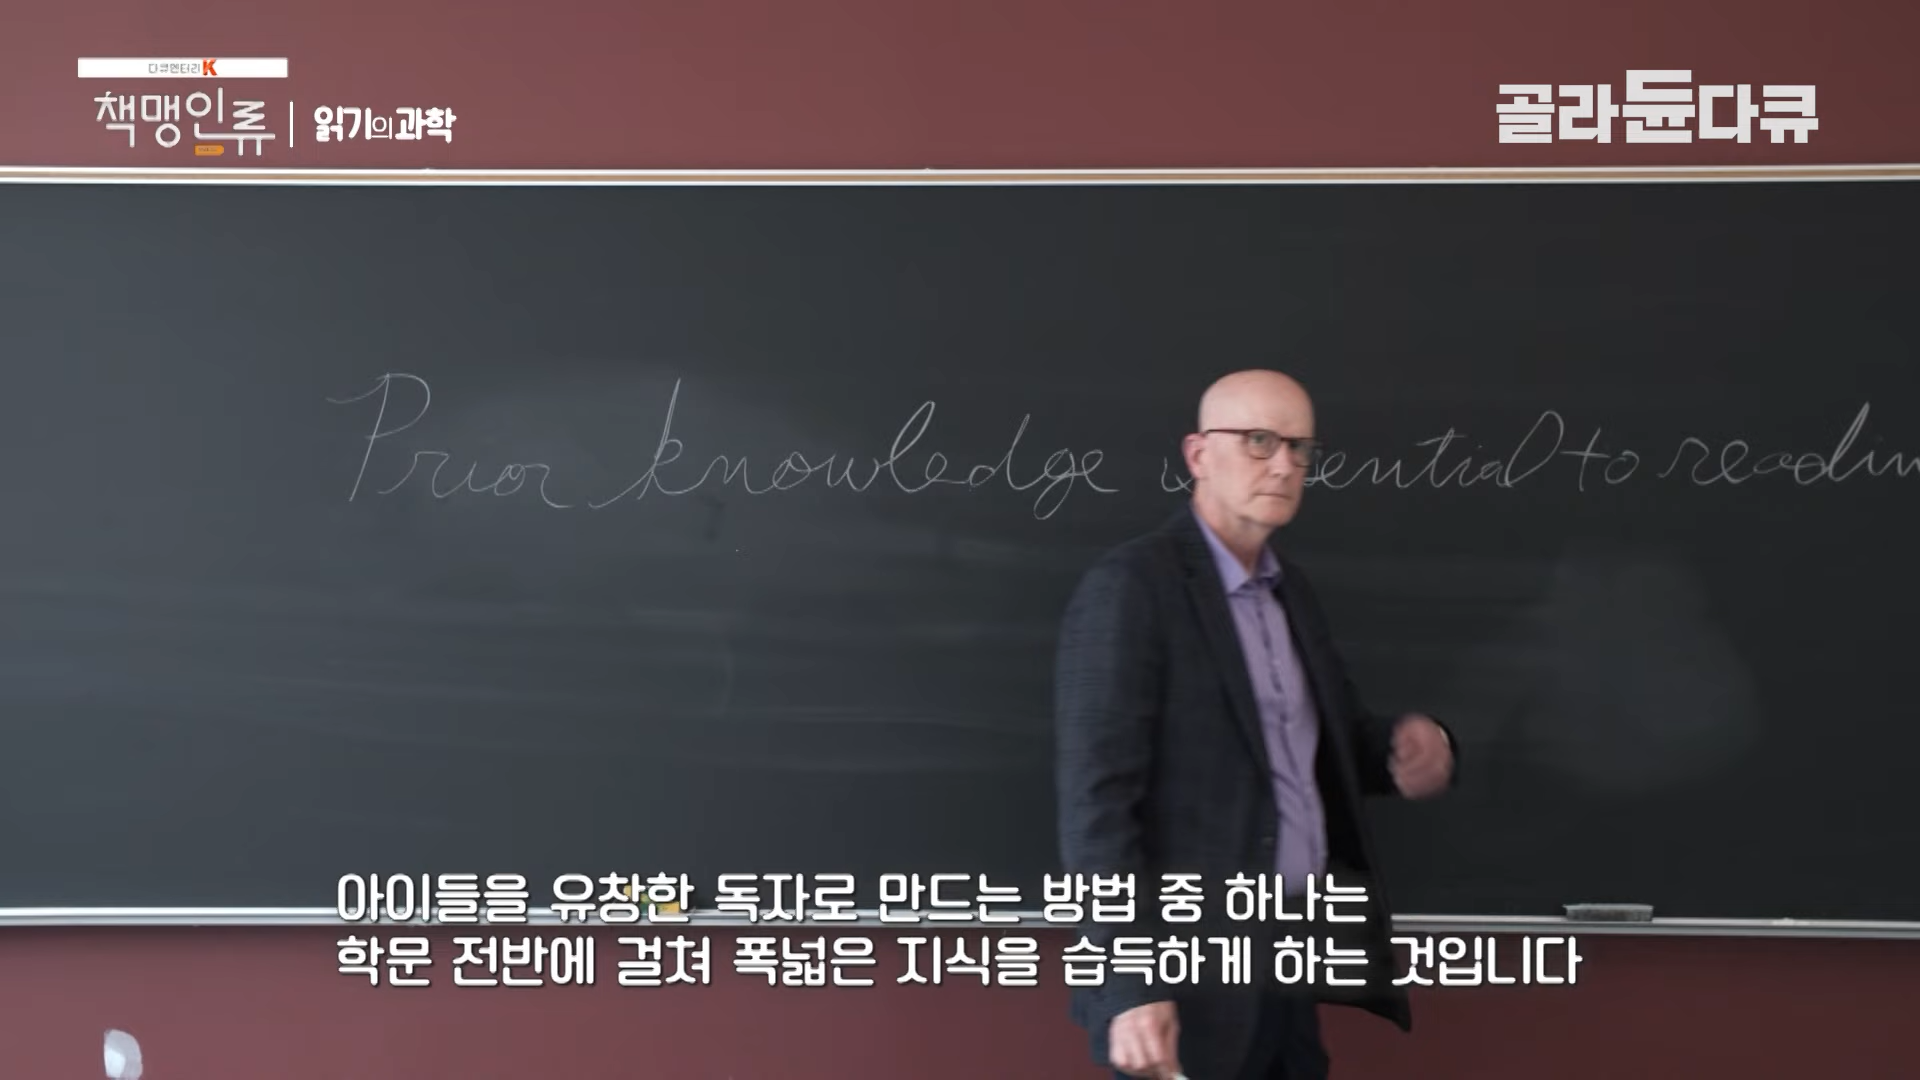 다큐멘터리K
책맹인류 | 읽기의과학
골라둔다큐
Prior knowledge sential to readin
아이들을 유창한 독자로 만드는 방법 중 하나는
학문 전반에 걸쳐 폭넓은 지식을 습득하게 하는 것입니다